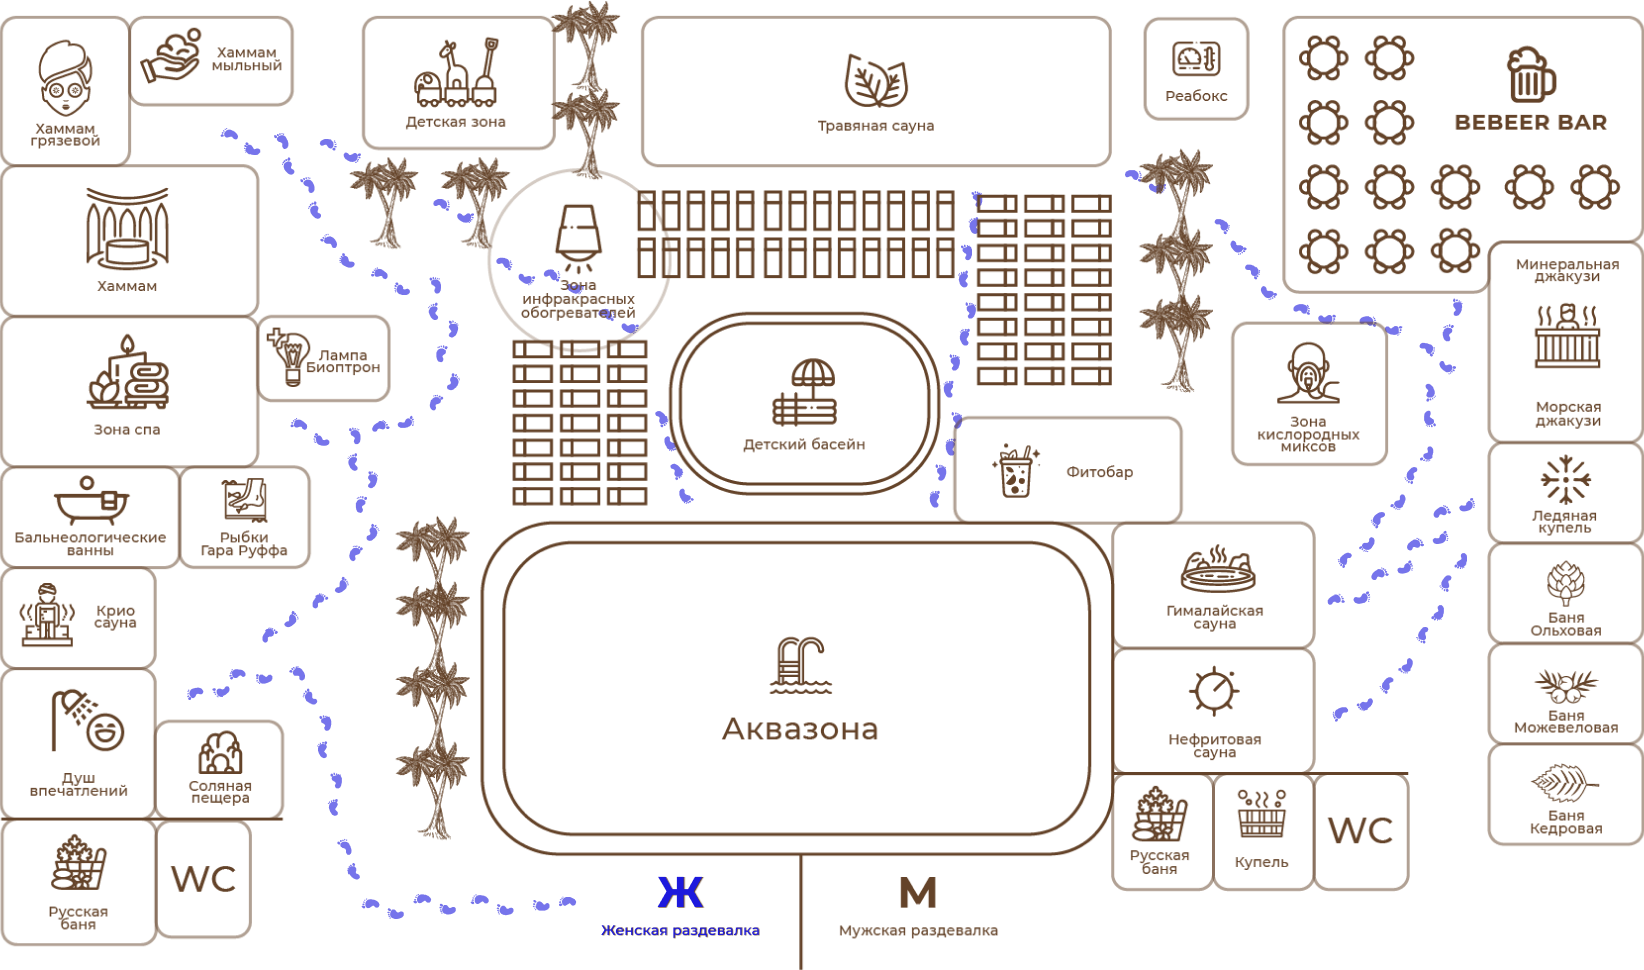 Хаммам
мыльный
Хаммам
грязевой
Детская зона
Травяная сауна
Реабокс
BEBEER BAR
Хаммам
Зона
инфракрасных
обогревателей
Минеральная
джакузи
Морская
джакузи
Лампа
Биоптрон
Зона спа
Детский басейн
Зона
кислородных
миксов
Фитобар
Бальнеологические
ванны
Рыбки
Гара Руффа
Ледяная
купель
Крио
сауна
Гималайская
сауна
Баня
Ольховая
Аквазона
Нефритовая
сауна
Баня
Можевеловая
Душ
впечатлений
Соляная
пещера
Баня
Кедровая
Русская
баня
WC
Русская
баня
Купель
WC
Ж
Женская раздевалка
М
Мужская раздевалка